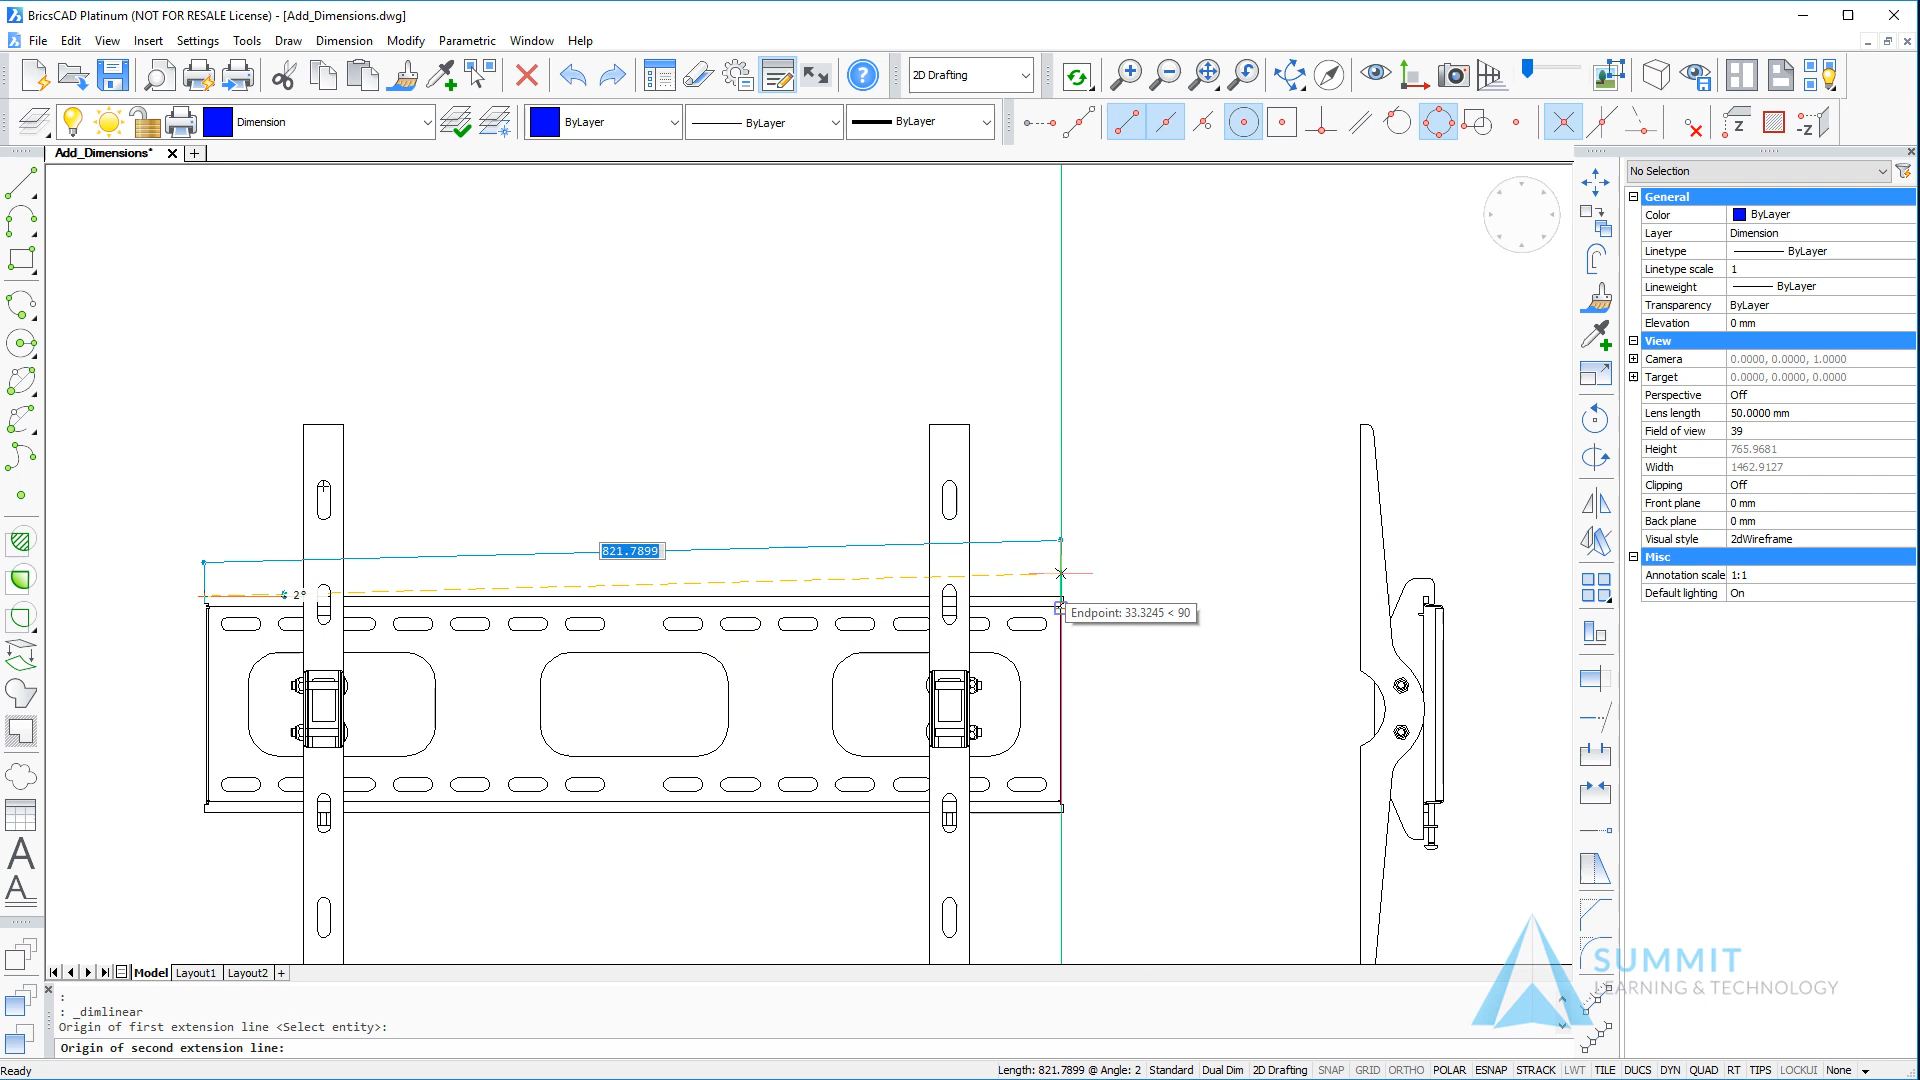 BricsCAD Platinum (NOT FOR RESALE License) - [Add_Dimensions.dwg]
File Edit View Insert Settings Tools Draw Dimension Modify Parametric Window Help
2D Drafting
Dimension
ByLayer
ByLayer
ByLayer
Add_Dimensions*
No Selection
General
Color ByLayer
Layer Dimension
Linetype ByLayer
Linetype scale 1
Lineweight ByLayer
Transparency ByLayer
Elevation 0 mm
View
Camera 0.0000, 0.0000, 1.0000
Target 0.0000, 0.0000, 0.0000
Perspective Off
Lens length 50.0000 mm
Field of view 39
Height 765.9681
Width 1462.9127
Clipping Off
Front plane 0 mm
Back plane 0 mm
Visual style 2dWireframe
Misc
Annotation scale 1:1
Default lighting On
821.7899
2°
Endpoint: 33.3245 < 90
SUMMIT
LEARNING & TECHNOLOGY
Model Layout1 Layout2 +
:
: _dimlinear
Origin of first extension line <Select entity>:
Origin of second extension line:
Ready
Length: 821.7899 @ Angle: 2 Standard Dual Dim 2D Drafting SNAP GRID ORTHO POLAR ESNAP STRACK LWT TILE DUCS DYN QUAD RT TIPS LOCKUI None